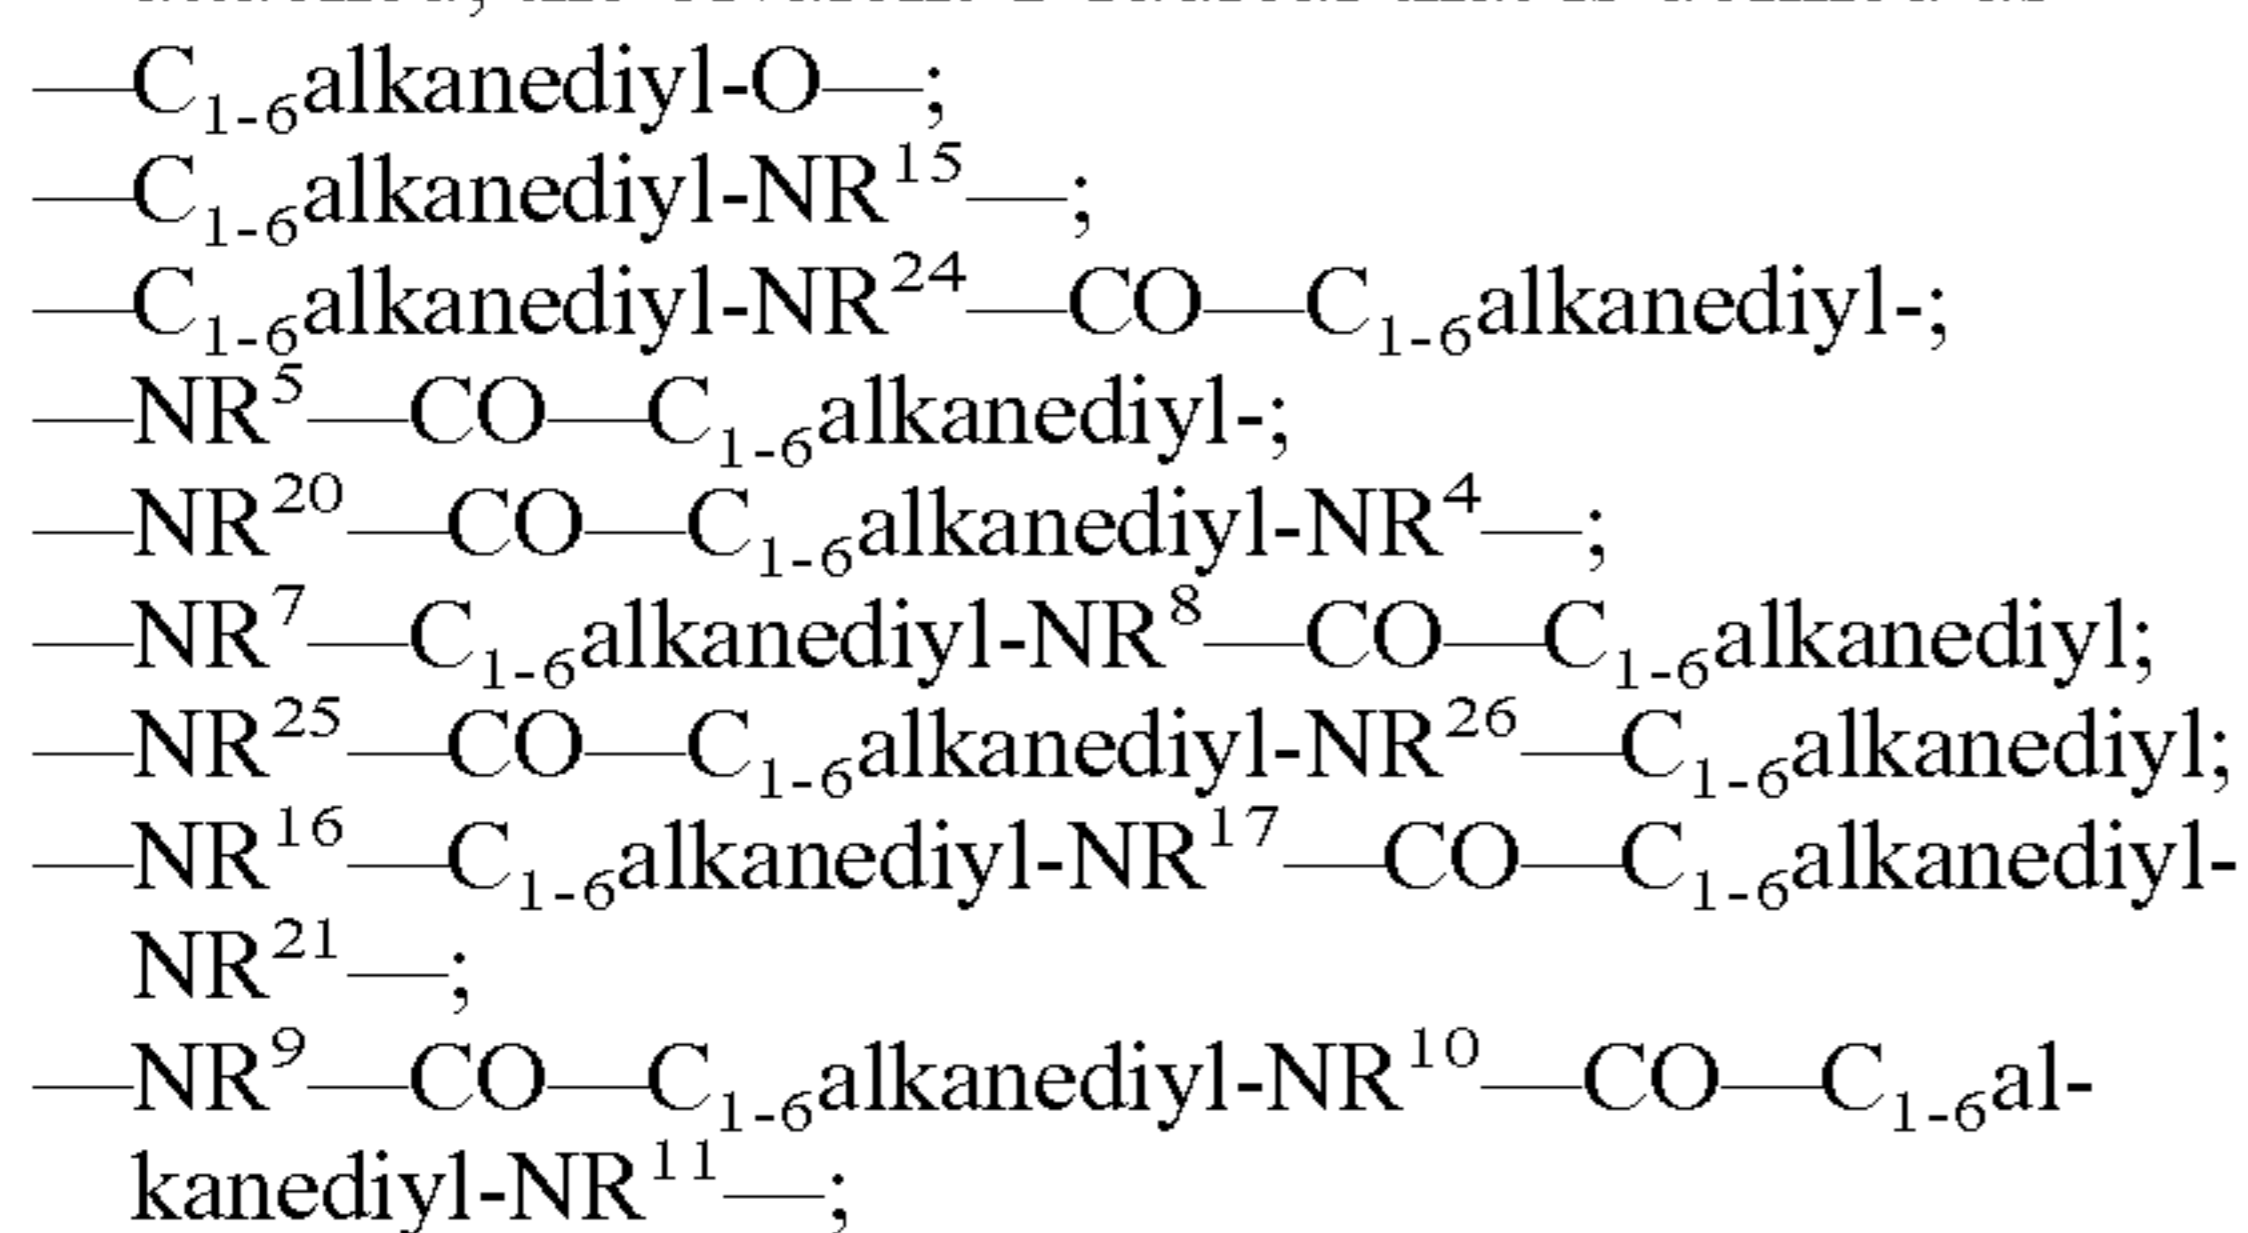 —C₁₋₆alkanediyl-O—;
—C₁₋₆alkanediyl-NR¹⁵—;
—C₁₋₆alkanediyl-NR²⁴—CO—C₁₋₆alkanediyl-;
—NR⁵—CO—C₁₋₆alkanediyl-;
—NR²⁰—CO—C₁₋₆alkanediyl-NR⁴—;
—NR⁷—C₁₋₆alkanediyl-NR⁸—CO—C₁₋₆alkanediyl;
—NR²⁵—CO—C₁₋₆alkanediyl-NR²⁶—C₁₋₆alkanediyl;
—NR¹⁶—C₁₋₆alkanediyl-NR¹⁷—CO—C₁₋₆alkanediyl-
NR²¹—;
—NR⁹—CO—C₁₋₆alkanediyl-NR¹⁰—CO—C₁₋₆al-
kanediyl-NR¹¹—;